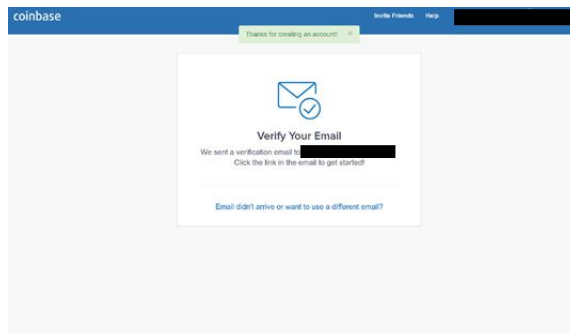 coinbase
Invite Friends Help
Thanks for creating an account! ×
Verify Your Email
We sent a verification email to
Click the link in the email to get started!
Email didn't arrive or want to use a different email?